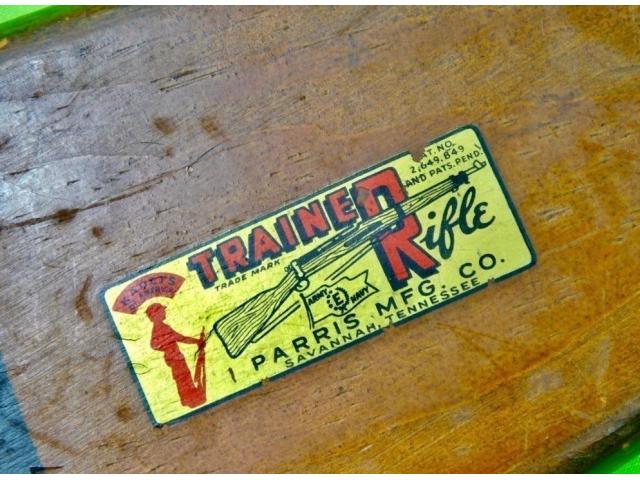 TRAINER
Rifle
TRADE MARK
PAT. NO.
2,649,849
AND PATS. PEND.
ARMY E NAVY
PARRIS MFG. CO.
SAVANNAH, TENNESSEE